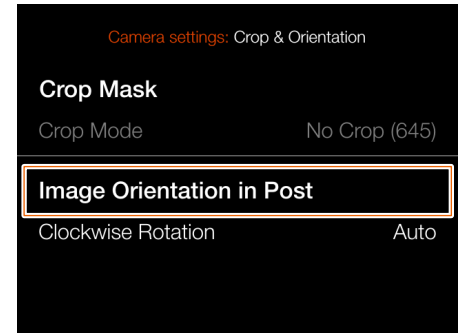 Camera settings: Crop & Orientation
Crop Mask
Crop Mode No Crop (645)
Image Orientation in Post
Clockwise Rotation Auto